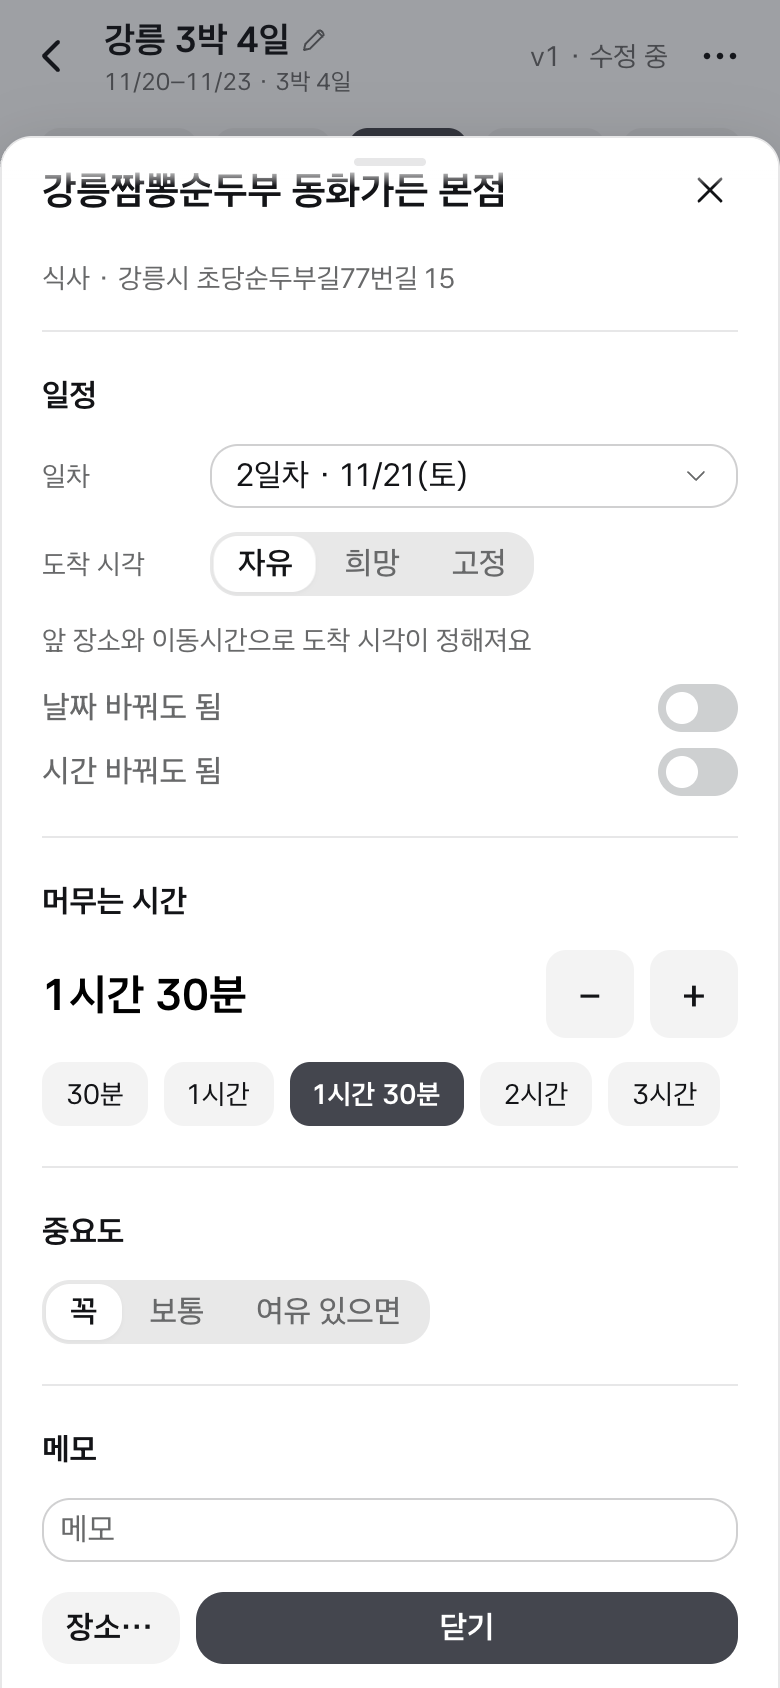 강릉 3박 4일
v1 · 수정 중
11/20–11/23 · 3박 4일
강릉짬뽕순두부 동화가든 본점
식사 · 강릉시 초당순두부길77번길 15
일정
일차
2일차 · 11/21(토)
도착 시각
자유 희망 고정
앞 장소와 이동시간으로 도착 시각이 정해져요
날짜 바꿔도 됨
시간 바꿔도 됨
머무는 시간
1시간 30분
− +
30분 1시간 1시간 30분 2시간 3시간
중요도
꼭 보통 여유 있으면
메모
메모
장소··· 닫기